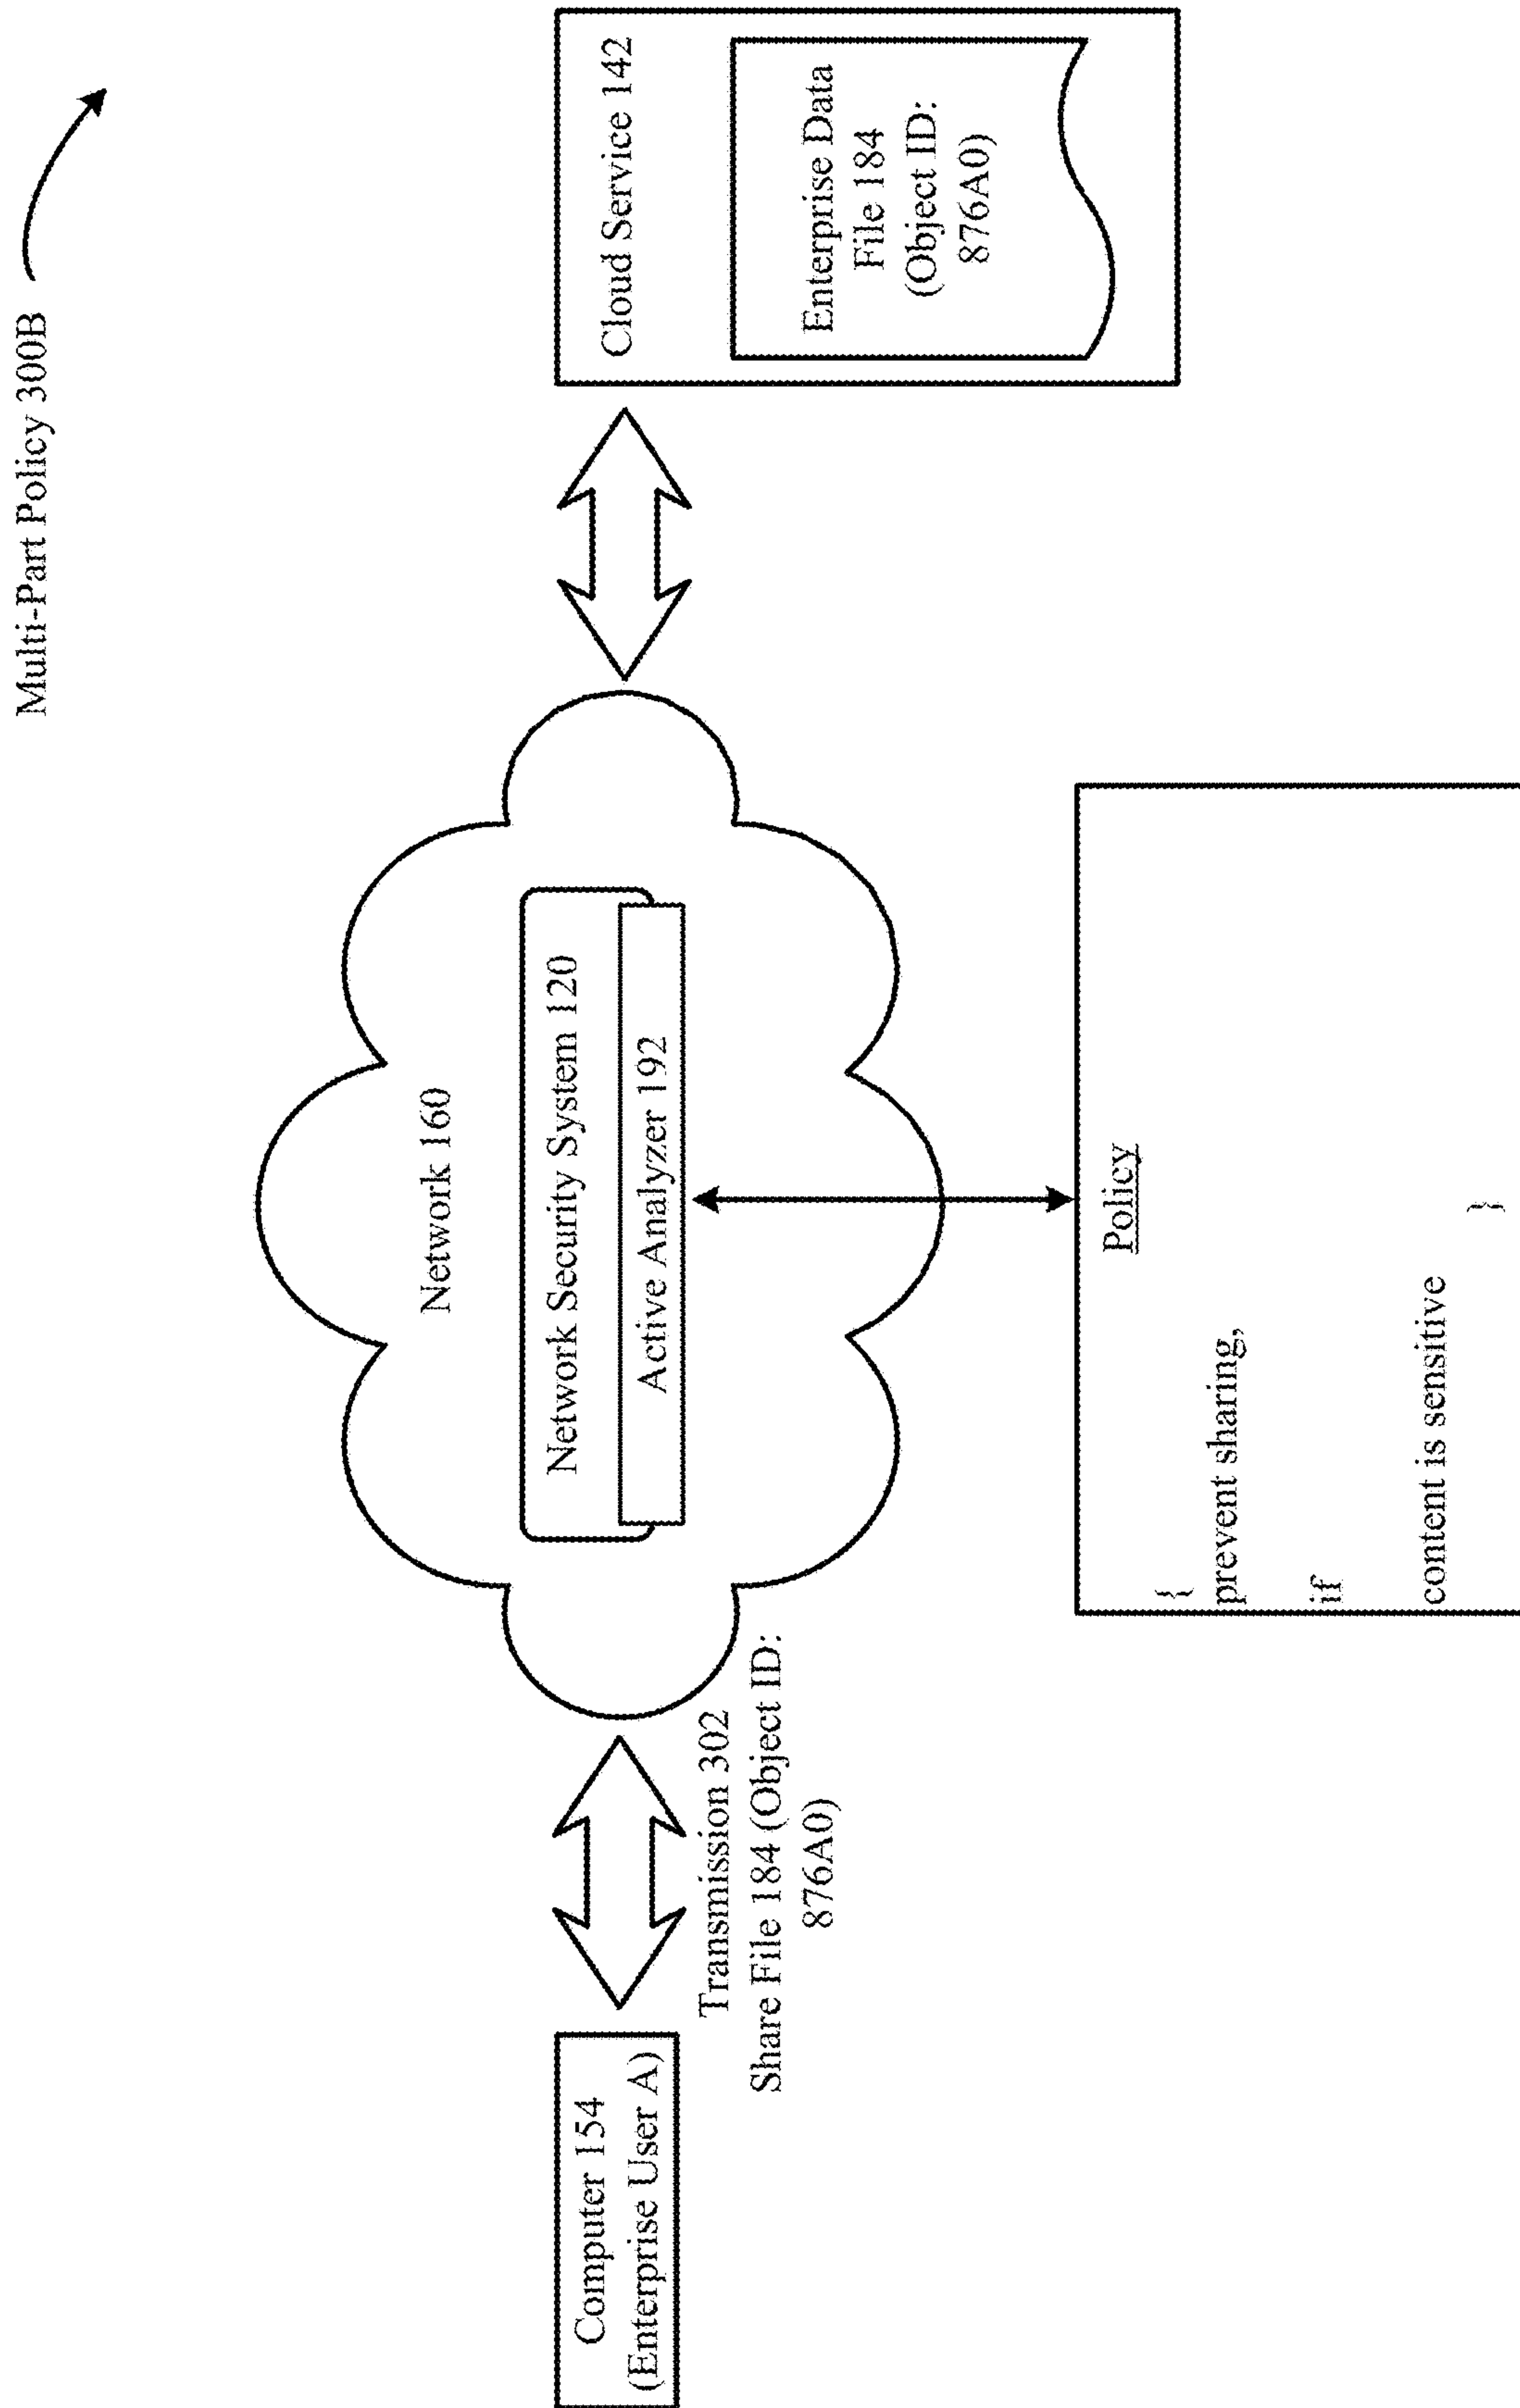 Multi-Part Policy 300B
Network 160
Network Security System 120
Active Analyzer 192
Computer 154
(Enterprise User A)
Transmission 302
Share File 184 (Object ID:
876A0)
Cloud Service 142
Enterprise Data
File 184
(Object ID:
876A0)
Policy
{
prevent sharing,
if
content is sensitive
}